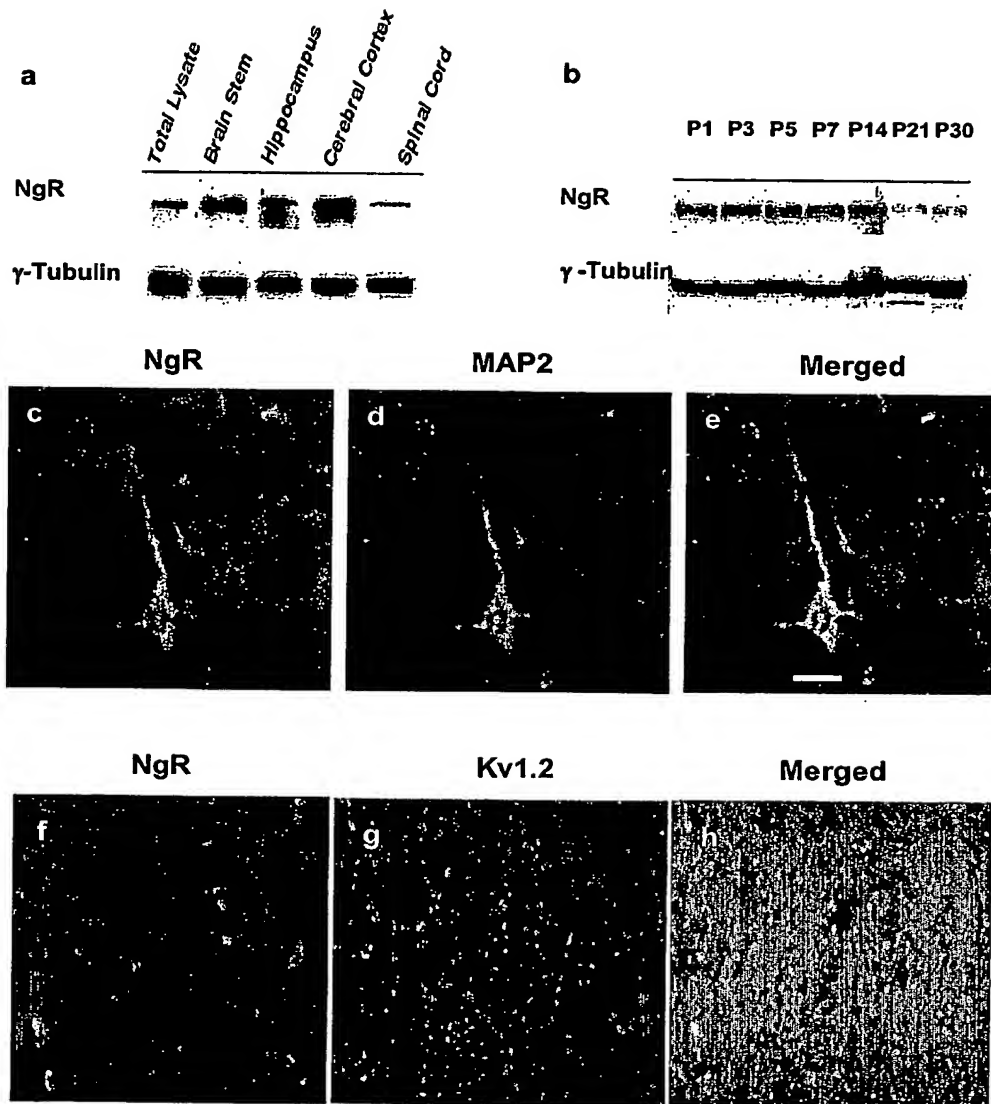 a
Total Lysate
Brain Stem
Hippocampus
Cerebral Cortex
Spinal Cord
NgR
γ-Tubulin
b
P1 P3 P5 P7 P14 P21 P30
NgR
γ-Tubulin
NgR MAP2 Merged
c d e
NgR Kv1.2 Merged
f g h